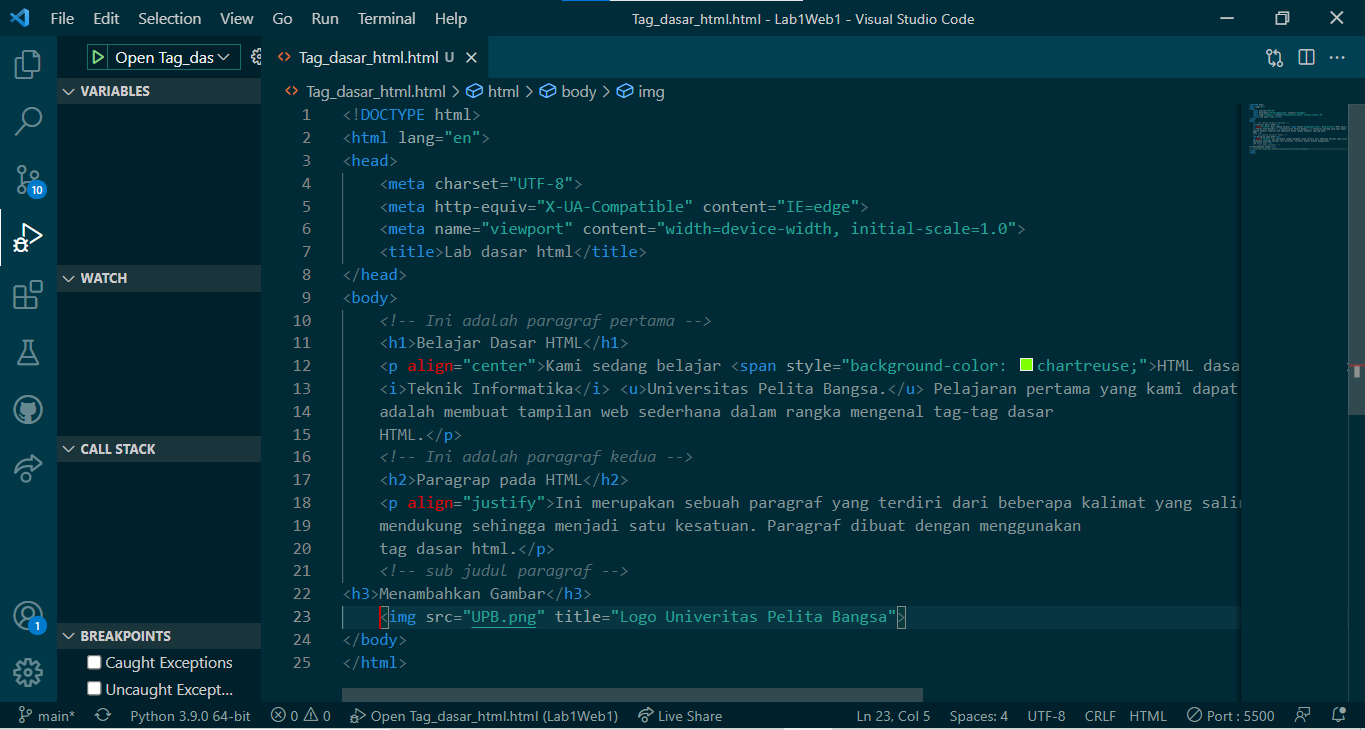 File Edit Selection View Go Run Terminal Help Tag_dasar_html.html - Lab1Web1 - Visual Studio Code
Open Tag_das
Tag_dasar_html.html U
VARIABLES
WATCH
CALL STACK
BREAKPOINTS
Caught Exceptions
Uncaught Except...
10
1
Tag_dasar_html.html > html > body > img
1 <!DOCTYPE html>
2 <html lang="en">
3 <head>
4 <meta charset="UTF-8">
5 <meta http-equiv="X-UA-Compatible" content="IE=edge">
6 <meta name="viewport" content="width=device-width, initial-scale=1.0">
7 <title>Lab dasar html</title>
8 </head>
9 <body>
10 <!-- Ini adalah paragraf pertama -->
11 <h1>Belajar Dasar HTML</h1>
12 <p align="center">Kami sedang belajar <span style="background-color: chartreuse;">HTML dasa
13 <i>Teknik Informatika</i> <u>Universitas Pelita Bangsa.</u> Pelajaran pertama yang kami dapat
14 adalah membuat tampilan web sederhana dalam rangka mengenal tag-tag dasar
15 HTML.</p>
16 <!-- Ini adalah paragraf kedua -->
17 <h2>Paragrap pada HTML</h2>
18 <p align="justify">Ini merupakan sebuah paragraf yang terdiri dari beberapa kalimat yang salin
19 mendukung sehingga menjadi satu kesatuan. Paragraf dibuat dengan menggunakan
20 tag dasar html.</p>
21 <!-- sub judul paragraf -->
22 <h3>Menambahkan Gambar</h3>
23 <img src="UPB.png" title="Logo Univeritas Pelita Bangsa">
24 </body>
25 </html>
main* Python 3.9.0 64-bit 0 0 Open Tag_dasar_html.html (Lab1Web1) Live Share Ln 23, Col 5 Spaces: 4 UTF-8 CRLF HTML Port : 5500